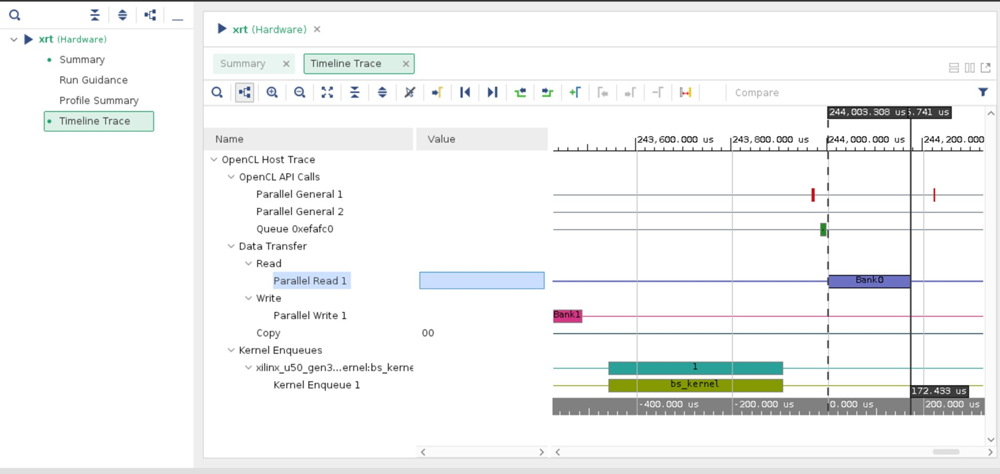 xrt (Hardware)
Summary
Run Guidance
Profile Summary
Timeline Trace
xrt (Hardware)
Summary
Timeline Trace
Compare
244,003.308 us 5.741 us
Name Value
243,600.000 us 243,800.000 us 244,000.000 us 244,200.000
OpenCL Host Trace
OpenCL API Calls
Parallel General 1
Parallel General 2
Queue 0xefafc0
Data Transfer
Read
Parallel Read 1 Bank0
Write
Parallel Write 1 Bank1
Copy 00
Kernel Enqueues
xilinx_u50_gen3...ernel:bs_kerne 1
Kernel Enqueue 1 bs_kernel
172.433 us
-400.000 us -200.000 us 0.000 us 200.000 us